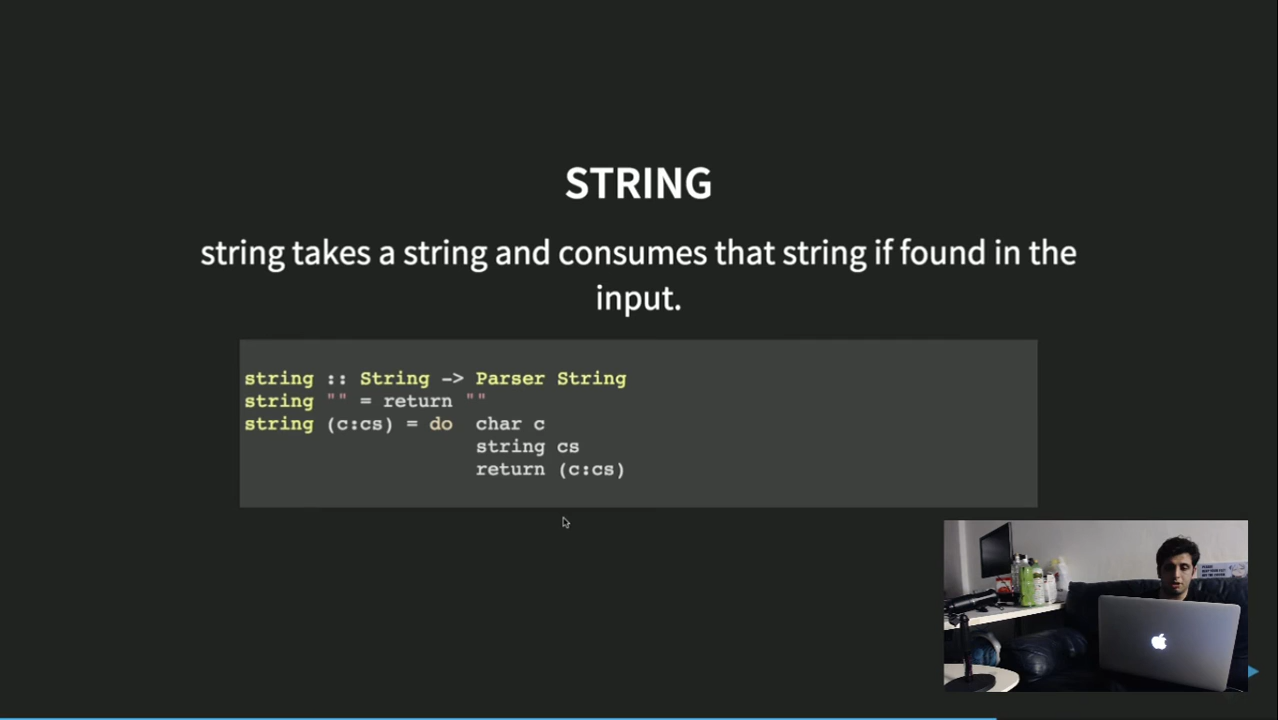 STRING
string takes a string and consumes that string if found in the
input.
string :: String -> Parser String
string "" = return ""
string (c:cs) = do  char c
string cs
return (c:cs)